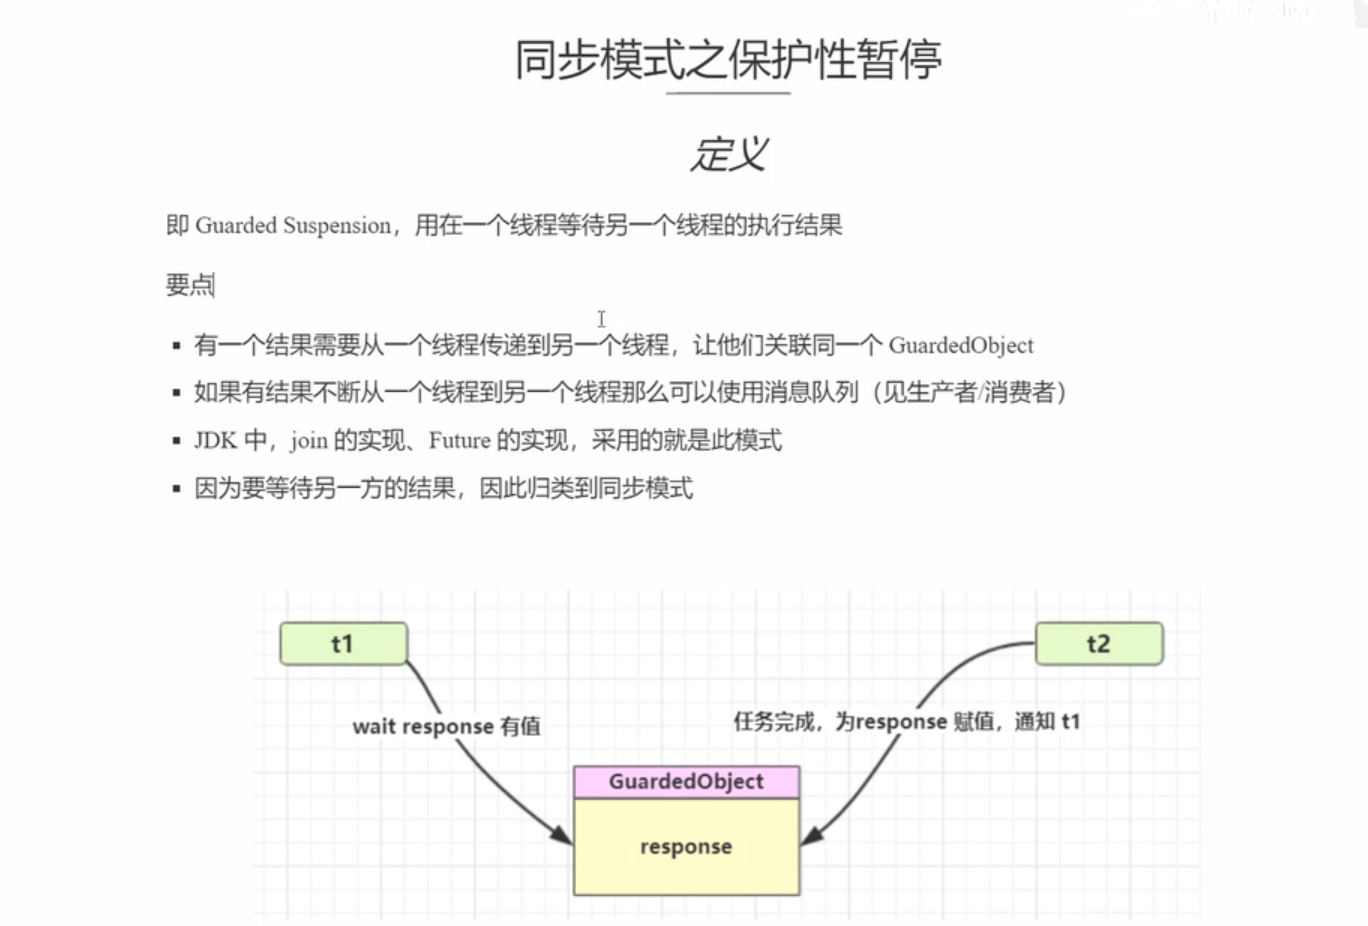 同步模式之保护性暂停
定义
即 Guarded Suspension，用在一个线程等待另一个线程的执行结果
要点
▪ 有一个结果需要从一个线程传递到另一个线程，让他们关联同一个 GuardedObject
▪ 如果有结果不断从一个线程到另一个线程那么可以使用消息队列（见生产者/消费者）
▪ JDK 中，join 的实现、Future 的实现，采用的就是此模式
▪ 因为要等待另一方的结果，因此归类到同步模式
t1
t2
wait response 有值
任务完成，为response 赋值，通知 t1
GuardedObject
response